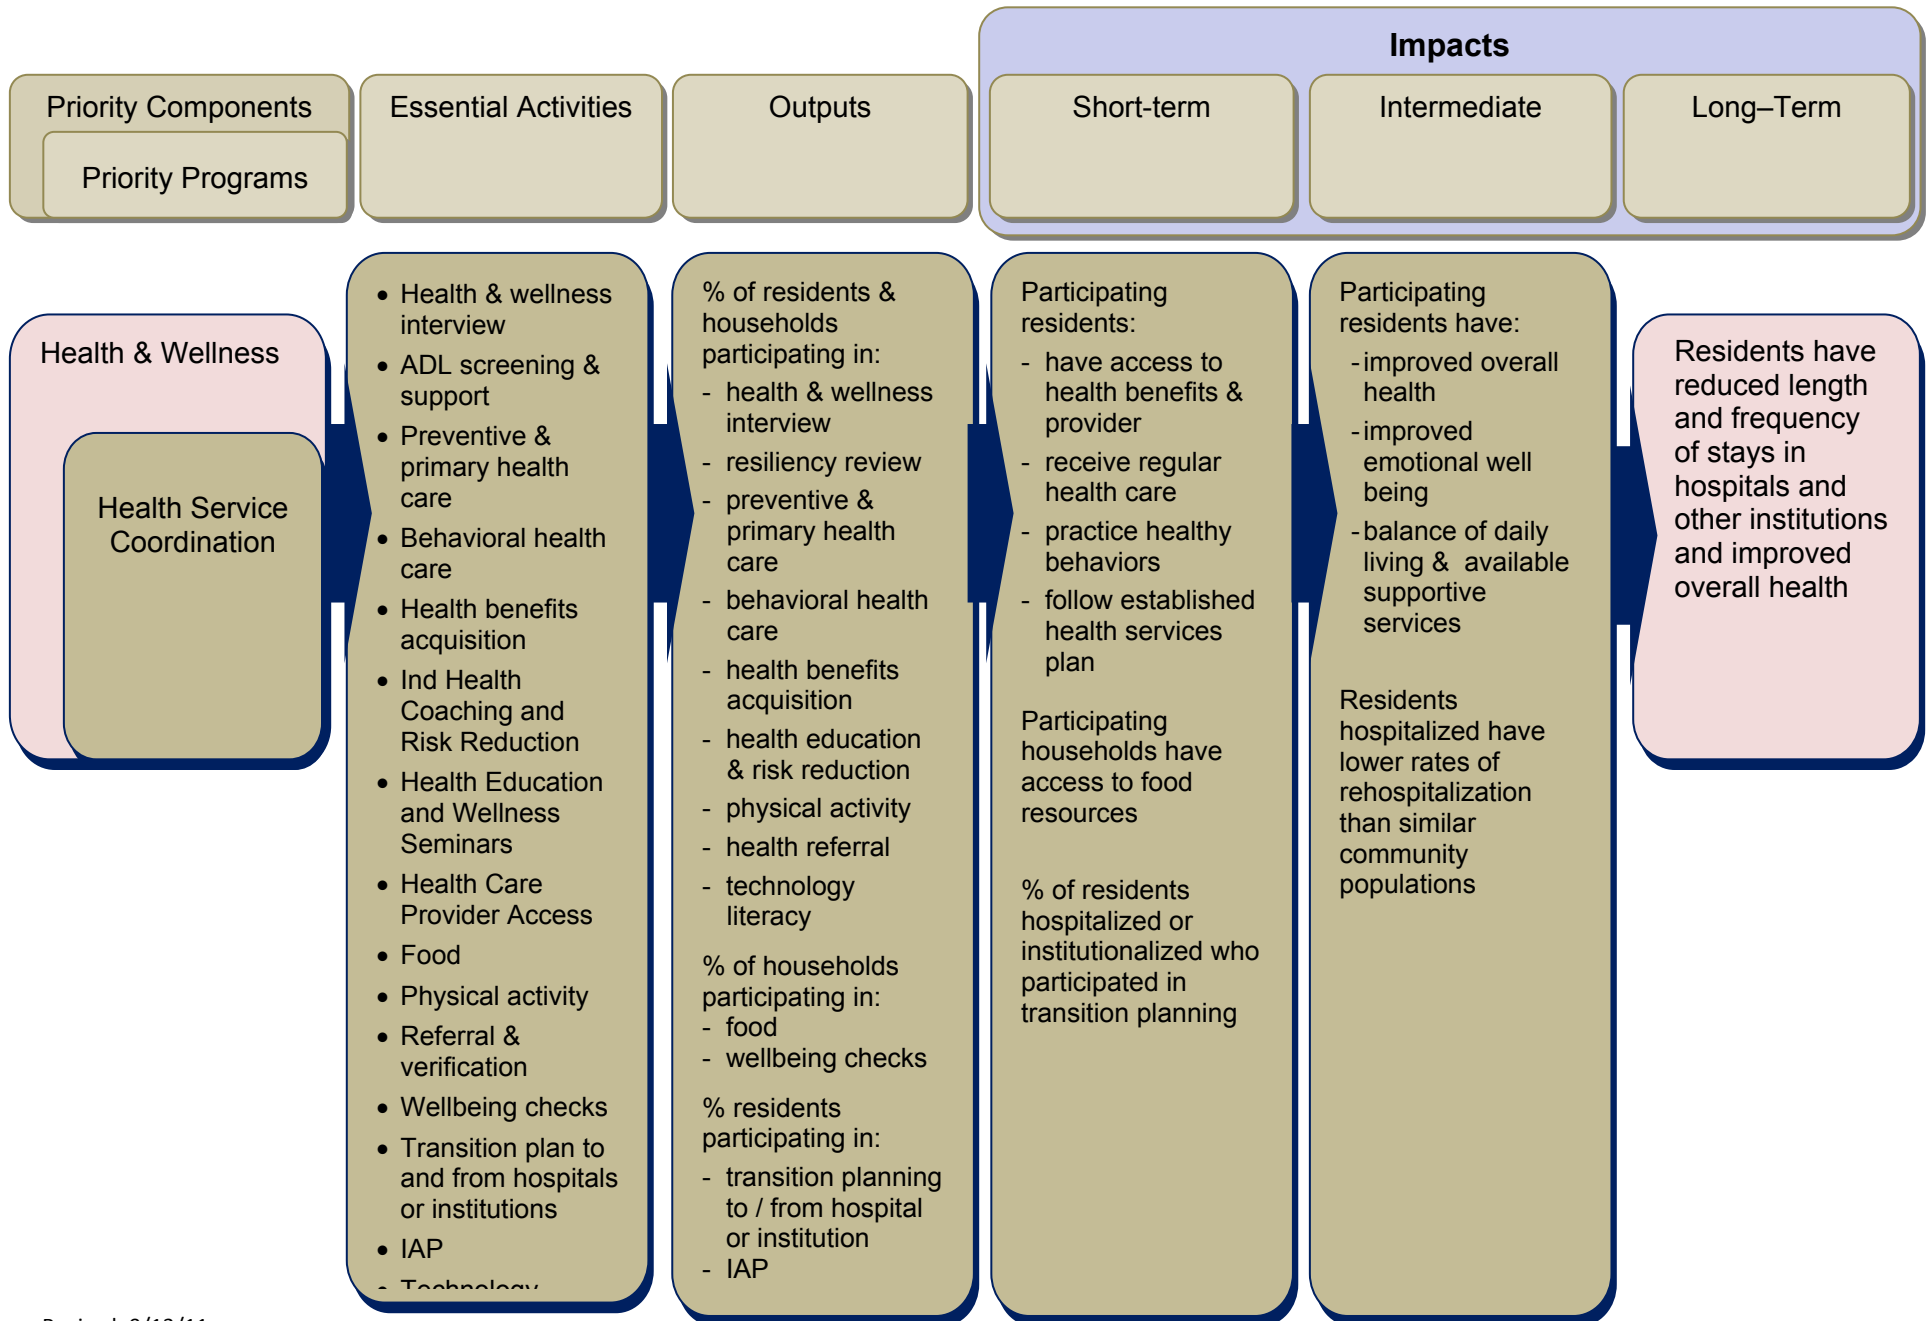 Impacts
Priority Components
Priority Programs
Essential Activities
Outputs
Short-term
Intermediate
Long–Term
Health & Wellness
Health Service
Coordination
• Health & wellness
interview
• ADL screening &
support
• Preventive &
primary health
care
• Behavioral health
care
• Health benefits
acquisition
• Ind Health
Coaching and
Risk Reduction
• Health Education
and Wellness
Seminars
• Health Care
Provider Access
• Food
• Physical activity
• Referral &
verification
• Wellbeing checks
• Transition plan to
and from hospitals
or institutions
• IAP
• Technology
% of residents &
households
participating in:
- health & wellness
interview
- resiliency review
- preventive &
primary health
care
- behavioral health
care
- health benefits
acquisition
- health education
& risk reduction
- physical activity
- health referral
- technology
literacy
% of households
participating in:
- food
- wellbeing checks
% residents
participating in:
- transition planning
to / from hospital
or institution
- IAP
Participating
residents:
- have access to
health benefits &
provider
- receive regular
health care
- practice healthy
behaviors
- follow established
health services
plan
Participating
households have
access to food
resources
% of residents
hospitalized or
institutionalized who
participated in
transition planning
Participating
residents have:
- improved overall
health
- improved
emotional well
being
- balance of daily
living & available
supportive
services
Residents
hospitalized have
lower rates of
rehospitalization
than similar
community
populations
Residents have
reduced length
and frequency
of stays in
hospitals and
other institutions
and improved
overall health